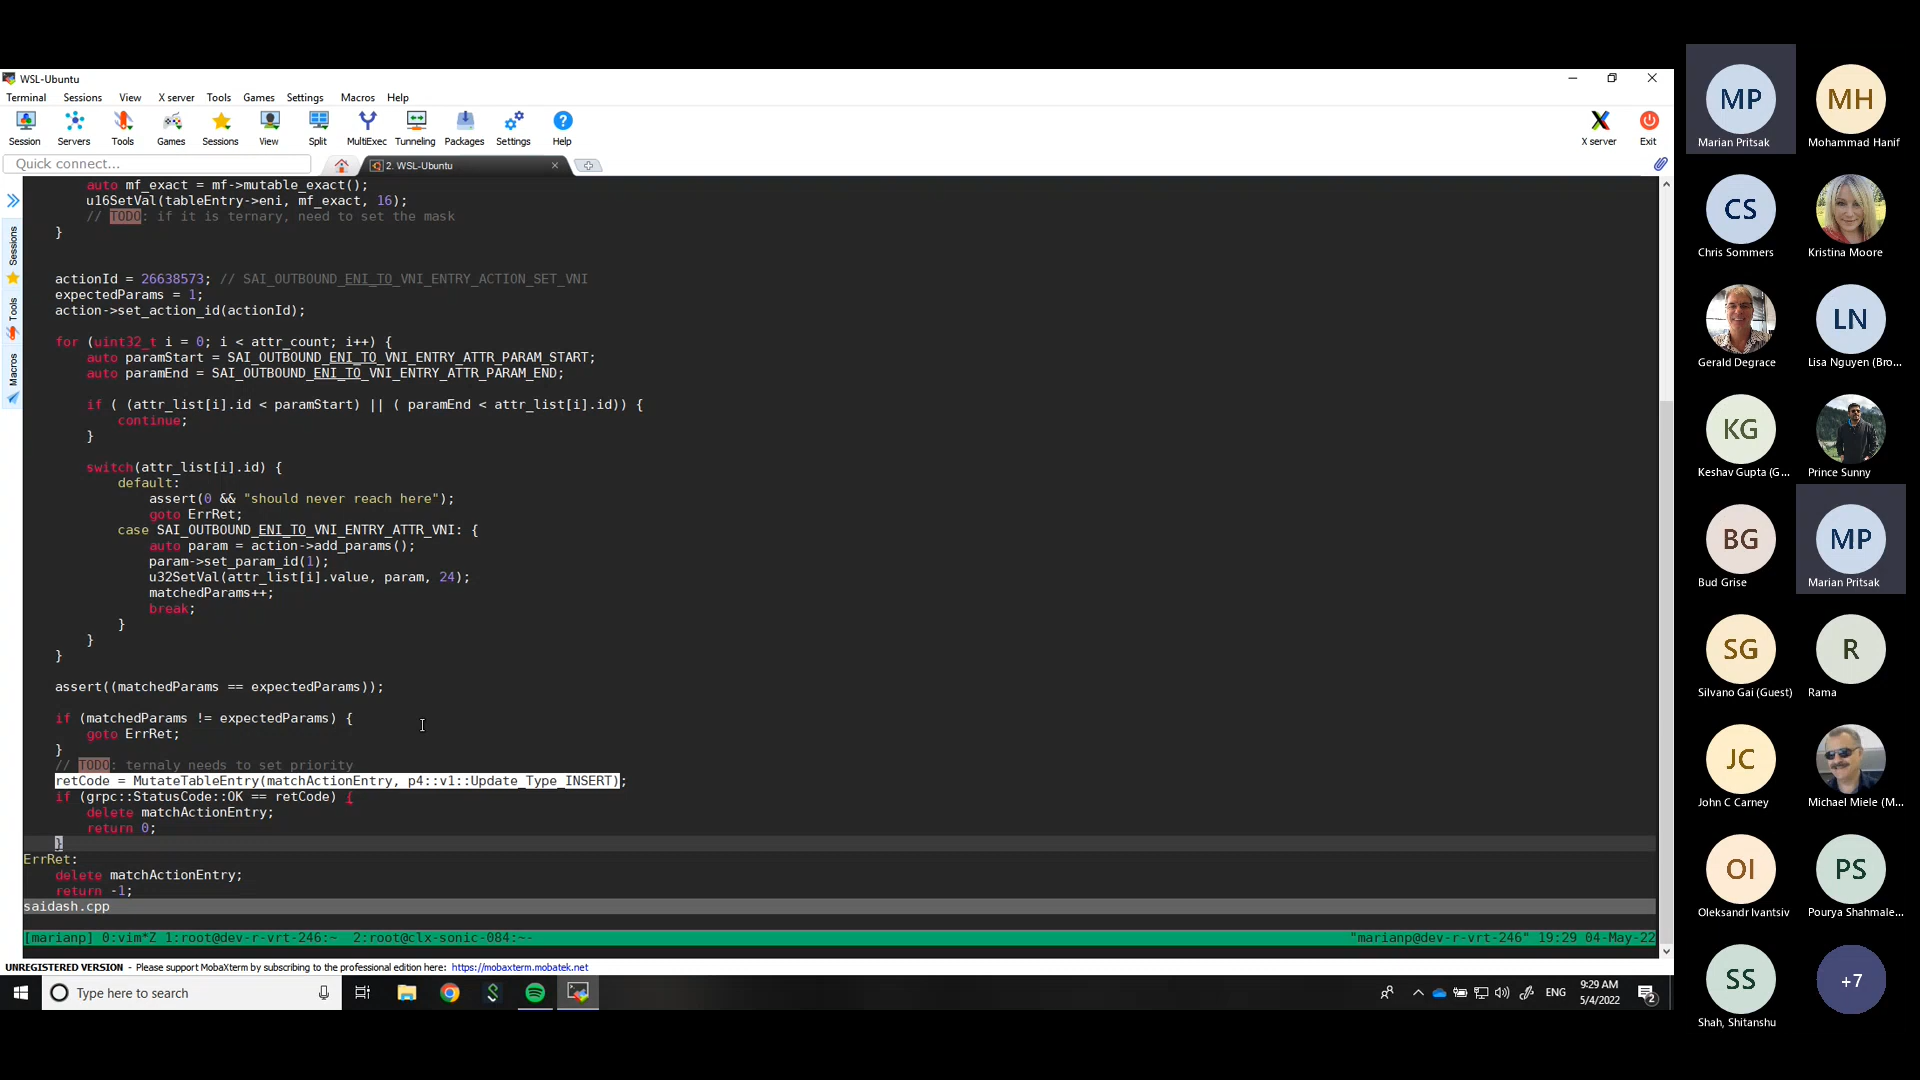 WSL-Ubuntu
Terminal Sessions View X server Tools Games Settings Macros Help
Session Servers Tools Games Sessions View Split MultiExec Tunneling Packages Settings Help X server Exit
Quick connect...
2. WSL-Ubuntu
Sessions
Tools
Macros
auto mf_exact = mf->mutable_exact();
u16SetVal(tableEntry->eni, mf_exact, 16);
// TODO: if it is ternary, need to set the mask
}
actionId = 26638573; // SAI_OUTBOUND_ENI_TO_VNI_ENTRY_ACTION_SET_VNI
expectedParams = 1;
action->set_action_id(actionId);
for (uint32_t i = 0; i < attr_count; i++) {
auto paramStart = SAI_OUTBOUND_ENI_TO_VNI_ENTRY_ATTR_PARAM_START;
auto paramEnd = SAI_OUTBOUND_ENI_TO_VNI_ENTRY_ATTR_PARAM_END;
if ( (attr_list[i].id < paramStart) || ( paramEnd < attr_list[i].id)) {
continue;
}
switch(attr_list[i].id) {
default:
assert(0 && "should never reach here");
goto ErrRet;
case SAI_OUTBOUND_ENI_TO_VNI_ENTRY_ATTR_VNI: {
auto param = action->add_params();
param->set_param_id(1);
u32SetVal(attr_list[i].value, param, 24);
matchedParams++;
break;
}
}
}
assert((matchedParams == expectedParams));
if (matchedParams != expectedParams) {
goto ErrRet;
}
// TODO: ternaly needs to set priority
retCode = MutateTableEntry(matchActionEntry, p4::v1::Update_Type_INSERT);
if (grpc::StatusCode::OK == retCode) {
delete matchActionEntry;
return 0;
}
ErrRet:
delete matchActionEntry;
return -1;
saidash.cpp
[marianp] 0:vim*Z 1:root@dev-r-vrt-246:~ 2:root@clx-sonic-084:~- "marianp@dev-r-vrt-246" 19:29 04-May-22
UNREGISTERED VERSION - Please support MobaXterm by subscribing to the professional edition here: https://mobaxterm.mobatek.net
Type here to search
ENG
9:29 AM
5/4/2022
2
MP MH
Marian Pritsak Mohammad Hanif
CS
Chris Sommers Kristina Moore
LN
Gerald Degrace Lisa Nguyen (Bro...
KG
Keshav Gupta (G... Prince Sunny
BG MP
Bud Grise Marian Pritsak
SG R
Silvano Gai (Guest) Rama
JC
John C Carney Michael Miele (M...
OI PS
Oleksandr Ivantsiv Pourya Shahmale...
SS +7
Shah, Shitanshu